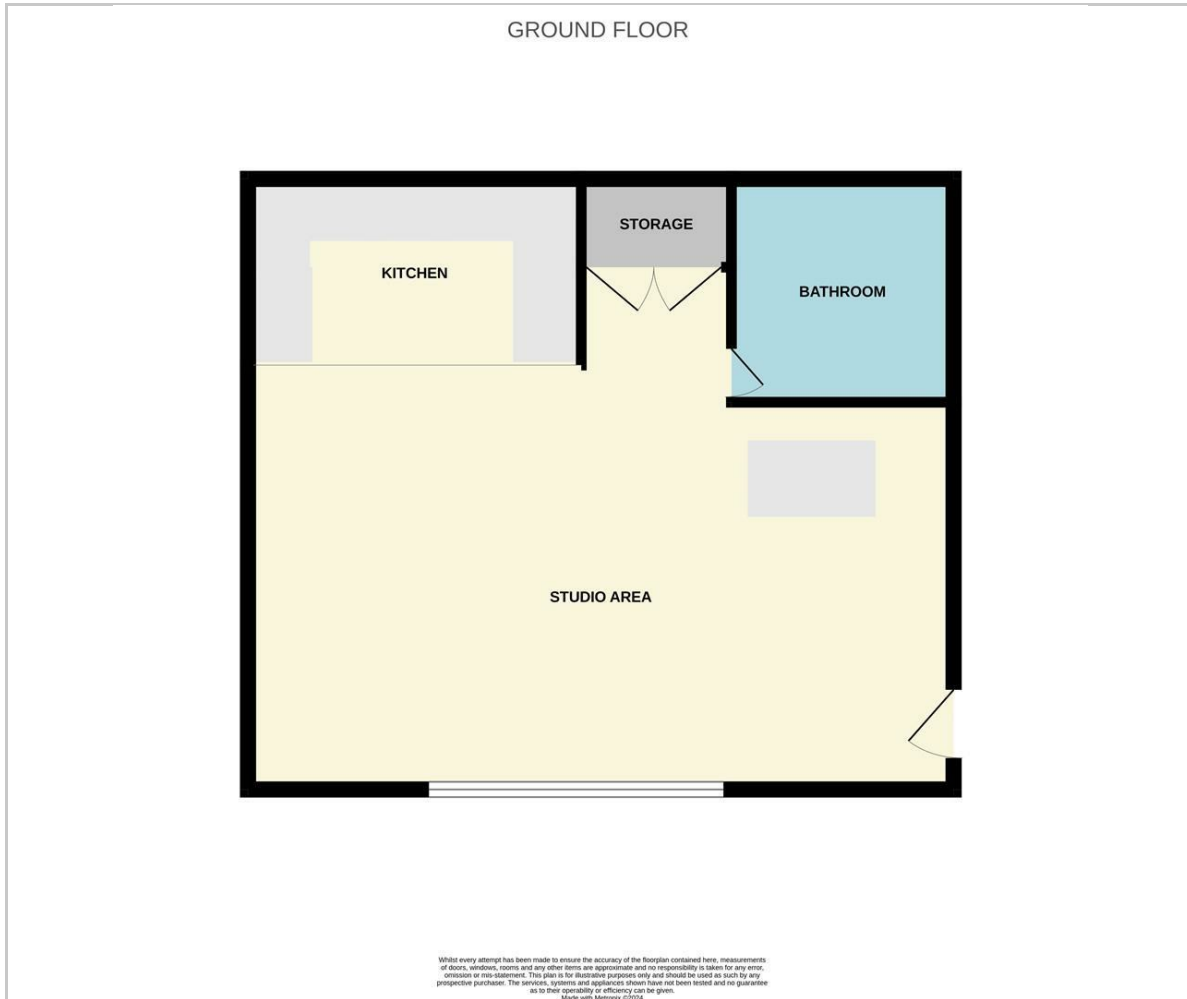 GROUND FLOOR
STORAGE
KITCHEN
BATHROOM
STUDIO AREA
Whilst every attempt has been made to ensure the accuracy of the floorplan contained here, measurements
of doors, windows, rooms and any other items are approximate and no responsibility is taken for any error,
omission or mis-statement. This plan is for illustrative purposes only and should be used as such by any
prospective purchaser. The services, systems and appliances shown have not been tested and no guarantee
as to their operability or efficiency can be given.
Made with Metropix ©2024